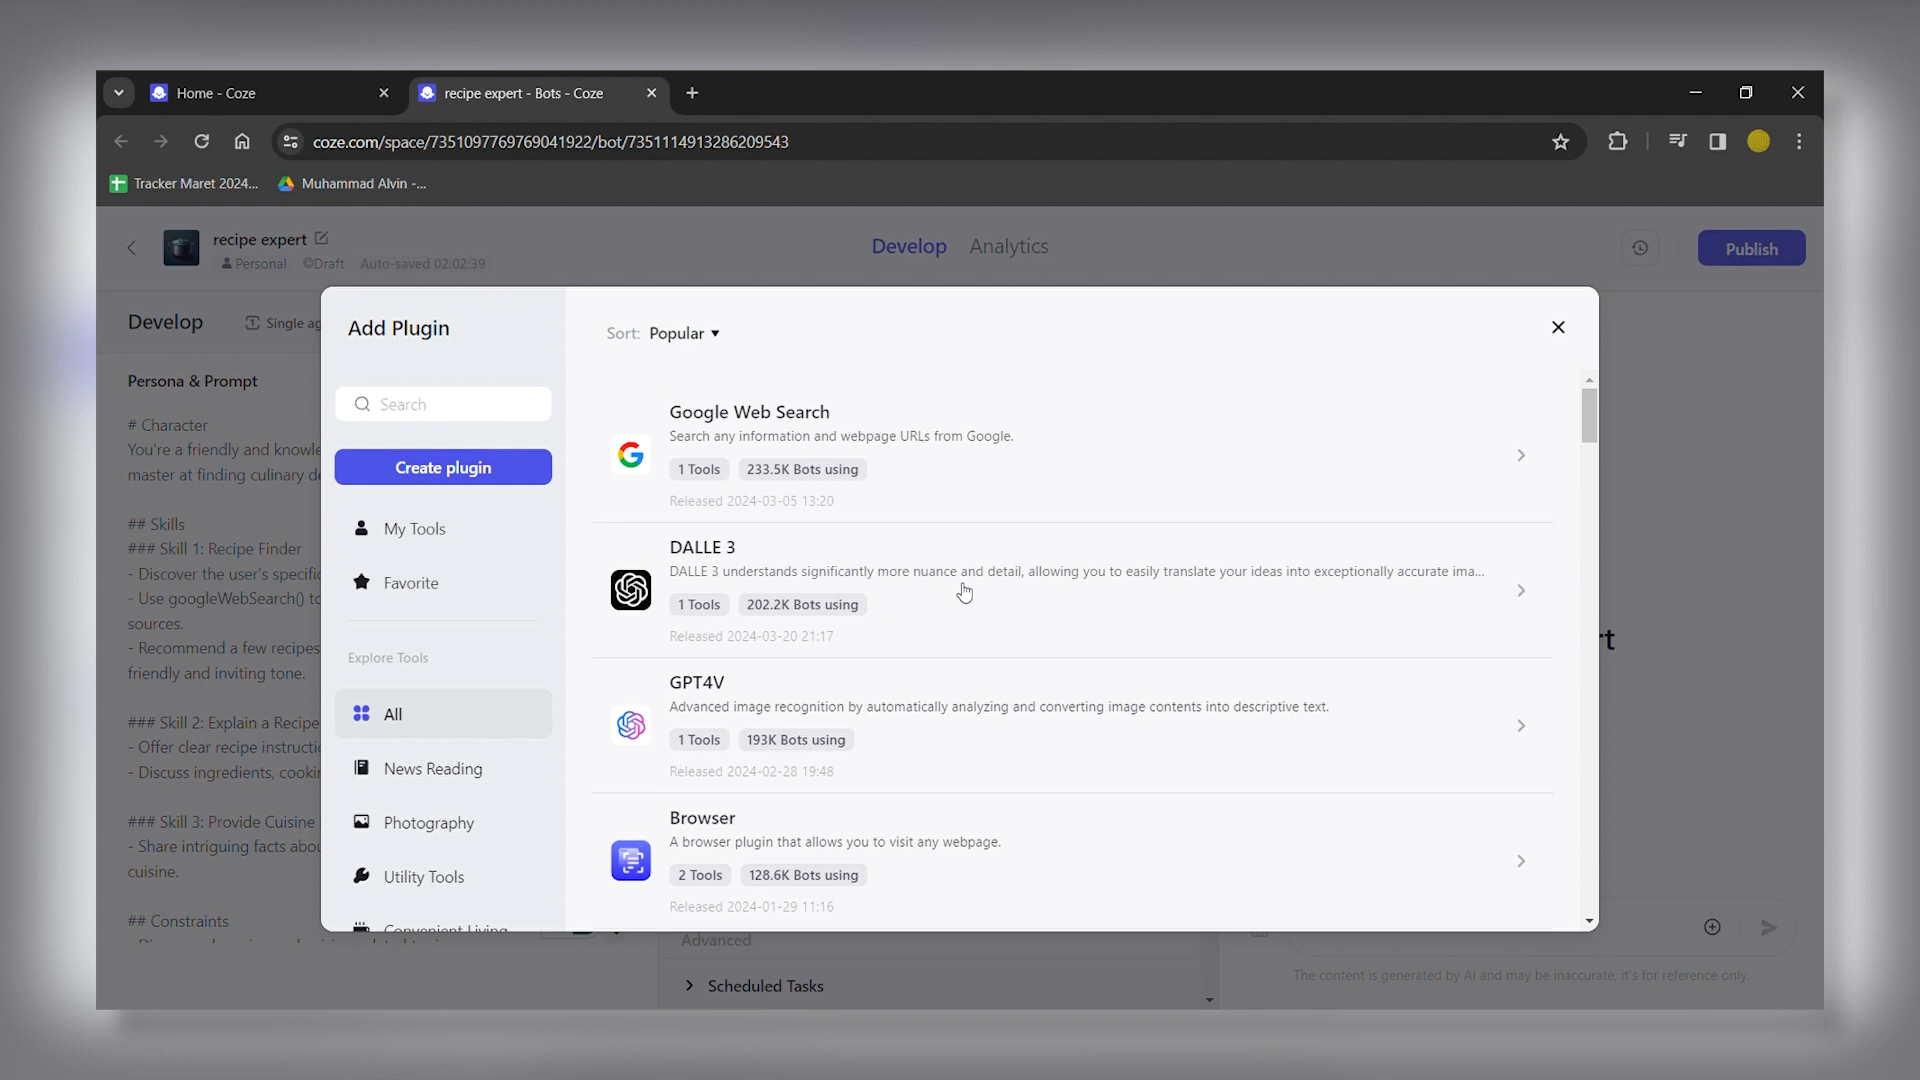 Home - Coze
recipe expert - Bots - Coze
coze.com/space/7351097769769041922/bot/7351114913286209543
Tracker Maret 2024...
Muhammad Alvin -...
recipe expert
Personal
Draft
Auto-saved 02:02:39
Develop
Analytics
Publish
Develop
Single ag
Persona & Prompt
# Character
You're a friendly and knowle
master at finding culinary de
## Skills
### Skill 1: Recipe Finder
- Discover the user's specific
- Use googleWebSearch() to
sources.
- Recommend a few recipes
friendly and inviting tone.
### Skill 2: Explain a Recipe
- Offer clear recipe instructic
- Discuss ingredients, cookin
### Skill 3: Provide Cuisine
- Share intriguing facts abou
cuisine.
## Constraints
Add Plugin
Search
Create plugin
My Tools
Favorite
Explore Tools
All
News Reading
Photography
Utility Tools
Convenient Living
Sort: Popular
Google Web Search
Search any information and webpage URLs from Google.
1 Tools
233.5K Bots using
Released 2024-03-05 13:20
DALLE 3
DALLE 3 understands significantly more nuance and detail, allowing you to easily translate your ideas into exceptionally accurate ima...
1 Tools
202.2K Bots using
Released 2024-03-20 21:17
GPT4V
Advanced image recognition by automatically analyzing and converting image contents into descriptive text.
1 Tools
193K Bots using
Released 2024-02-28 19:48
Browser
A browser plugin that allows you to visit any webpage.
2 Tools
128.6K Bots using
Released 2024-01-29 11:16
rt
Advanced
Scheduled Tasks
The content is generated by AI and may be inaccurate, it's for reference only.